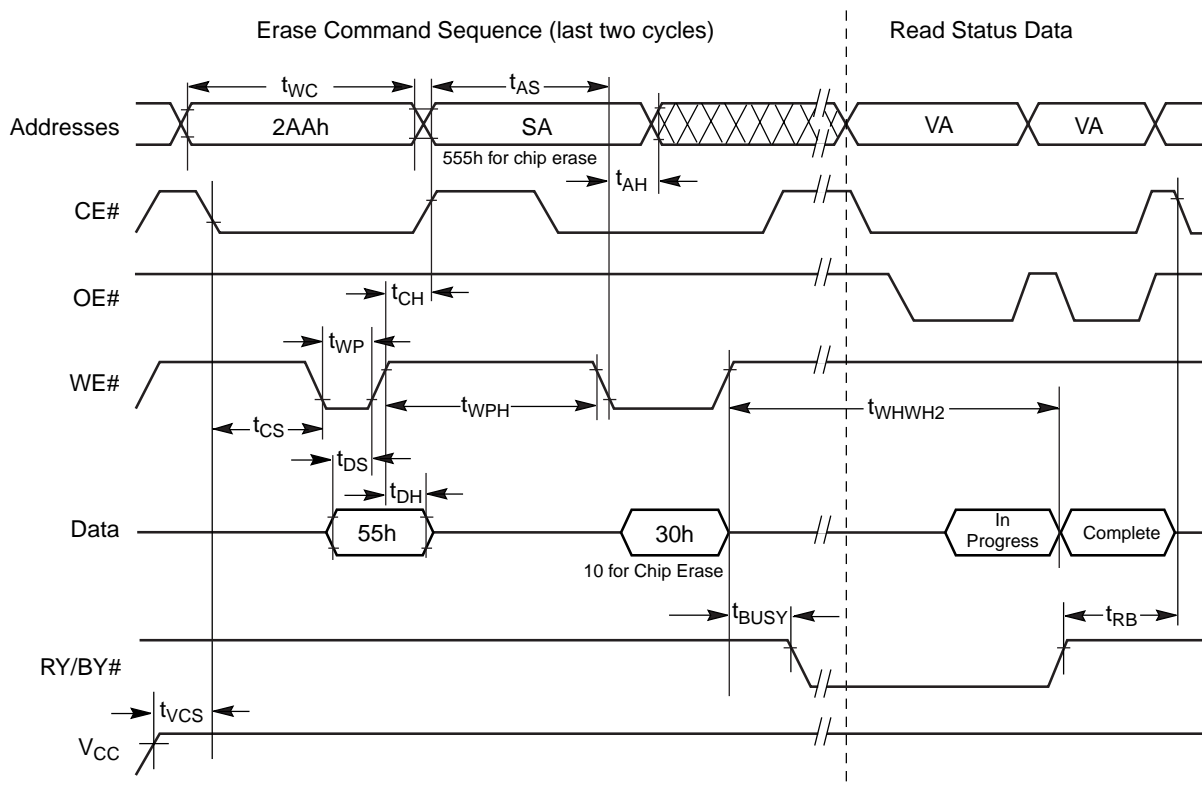 Erase Command Sequence (last two cycles)
Read Status Data
tWC
tAS
Addresses
2AAh
SA
VA
VA
555h for chip erase
tAH
CE#
OE#
tCH
tWP
WE#
tWPH
tWHWH2
tCS
tDS
tDH
Data
55h
30h
In
Progress
Complete
10 for Chip Erase
tBUSY
tRB
RY/BY#
tVCS
VCC